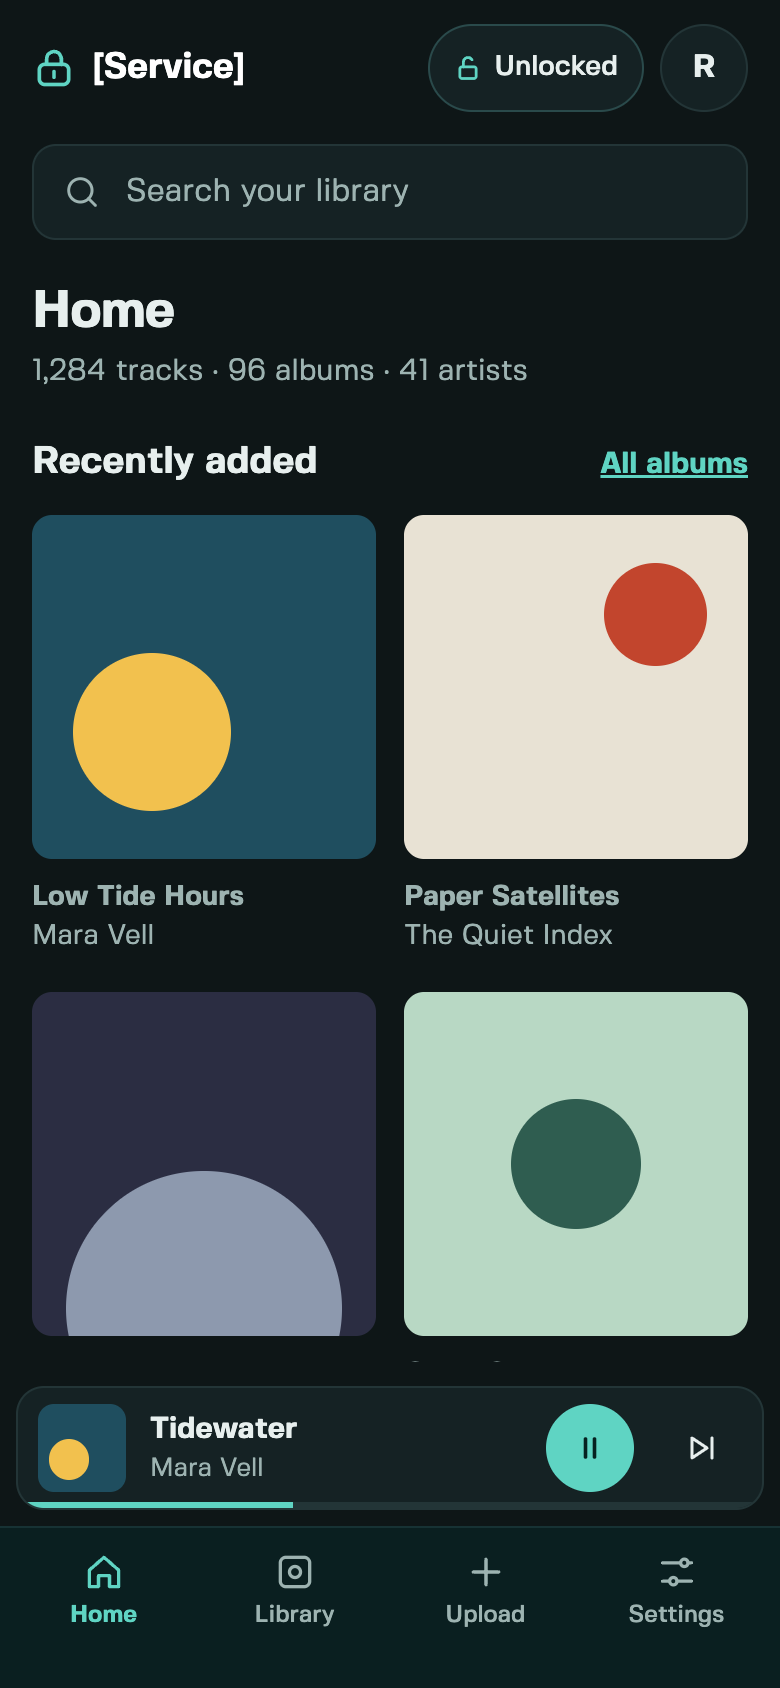 [Service]
Unlocked
R
Search your library
Home
1,284 tracks · 96 albums · 41 artists
Recently added
All albums
Low Tide Hours
Mara Vell
Paper Satellites
The Quiet Index
Tidewater
Mara Vell
Home
Library
Upload
Settings